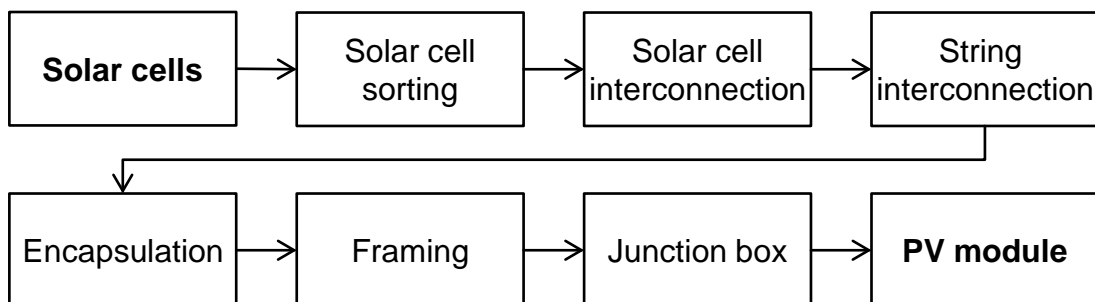 Solar cells
Solar cell
sorting
Solar cell
interconnection
String
interconnection
Encapsulation
Framing
Junction box
PV module